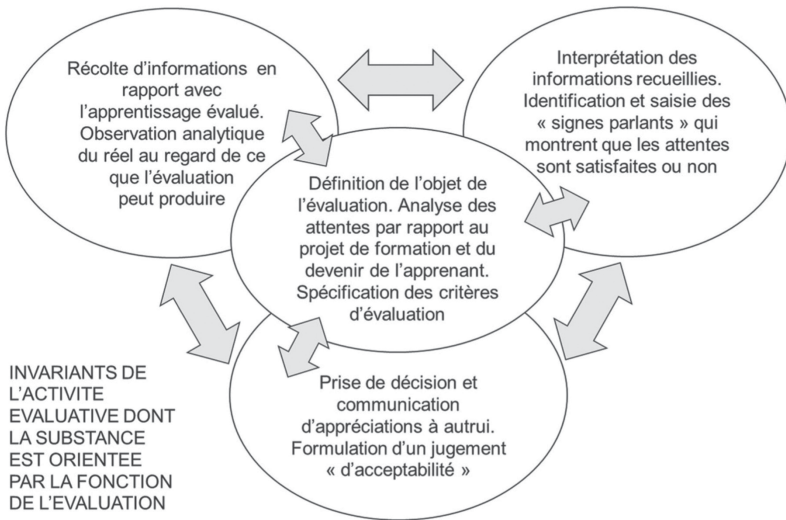 Récolte d'informations en
rapport avec
l'apprentissage évalué.
Observation analytique
du réel au regard de ce
que l'évaluation
peut produire
Interprétation des
informations recueillies.
Identification et saisie des
« signes parlants » qui
montrent que les attentes
sont satisfaites ou non
Définition de l'objet de
l'évaluation. Analyse des
attentes par rapport au
projet de formation et du
devenir de l'apprenant.
Spécification des critères
d'évaluation
Prise de décision et
communication
d'appréciations à autrui.
Formulation d'un jugement
« d'acceptabilité »
INVARIANTS DE
L'ACTIVITE
EVALUATIVE DONT
LA SUBSTANCE
EST ORIENTEE
PAR LA FONCTION
DE L'EVALUATION